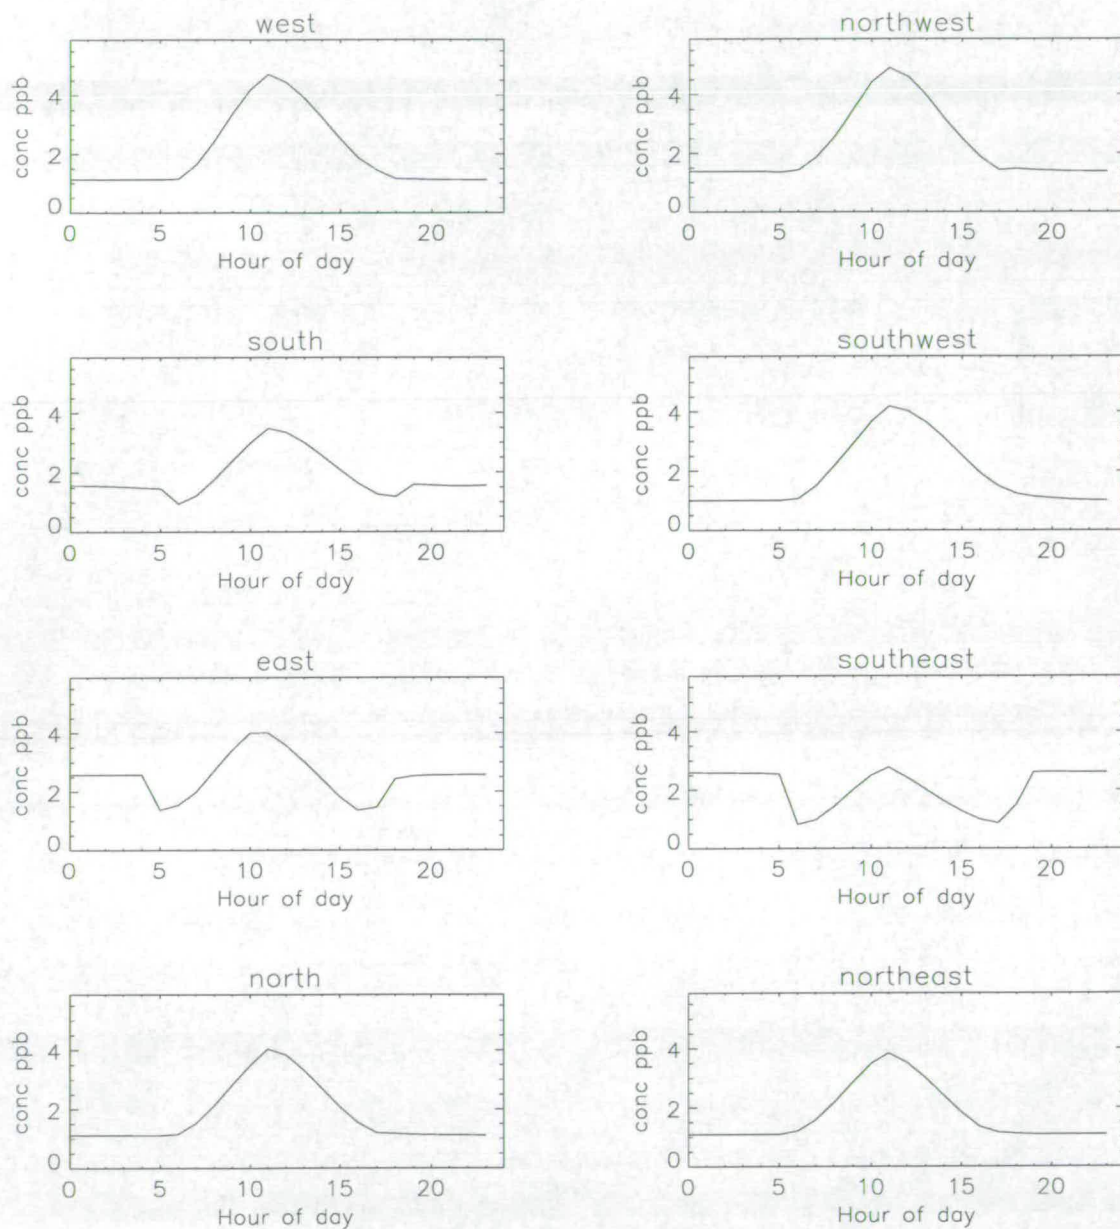 west
conc ppb
4
2
0
0 5 10 15 20
Hour of day
northwest
conc ppb
4
2
0
0 5 10 15 20
Hour of day
south
conc ppb
4
2
0
0 5 10 15 20
Hour of day
southwest
conc ppb
4
2
0
0 5 10 15 20
Hour of day
east
conc ppb
4
2
0
0 5 10 15 20
Hour of day
southeast
conc ppb
4
2
0
0 5 10 15 20
Hour of day
north
conc ppb
4
2
0
0 5 10 15 20
Hour of day
northeast
conc ppb
4
2
0
0 5 10 15 20
Hour of day